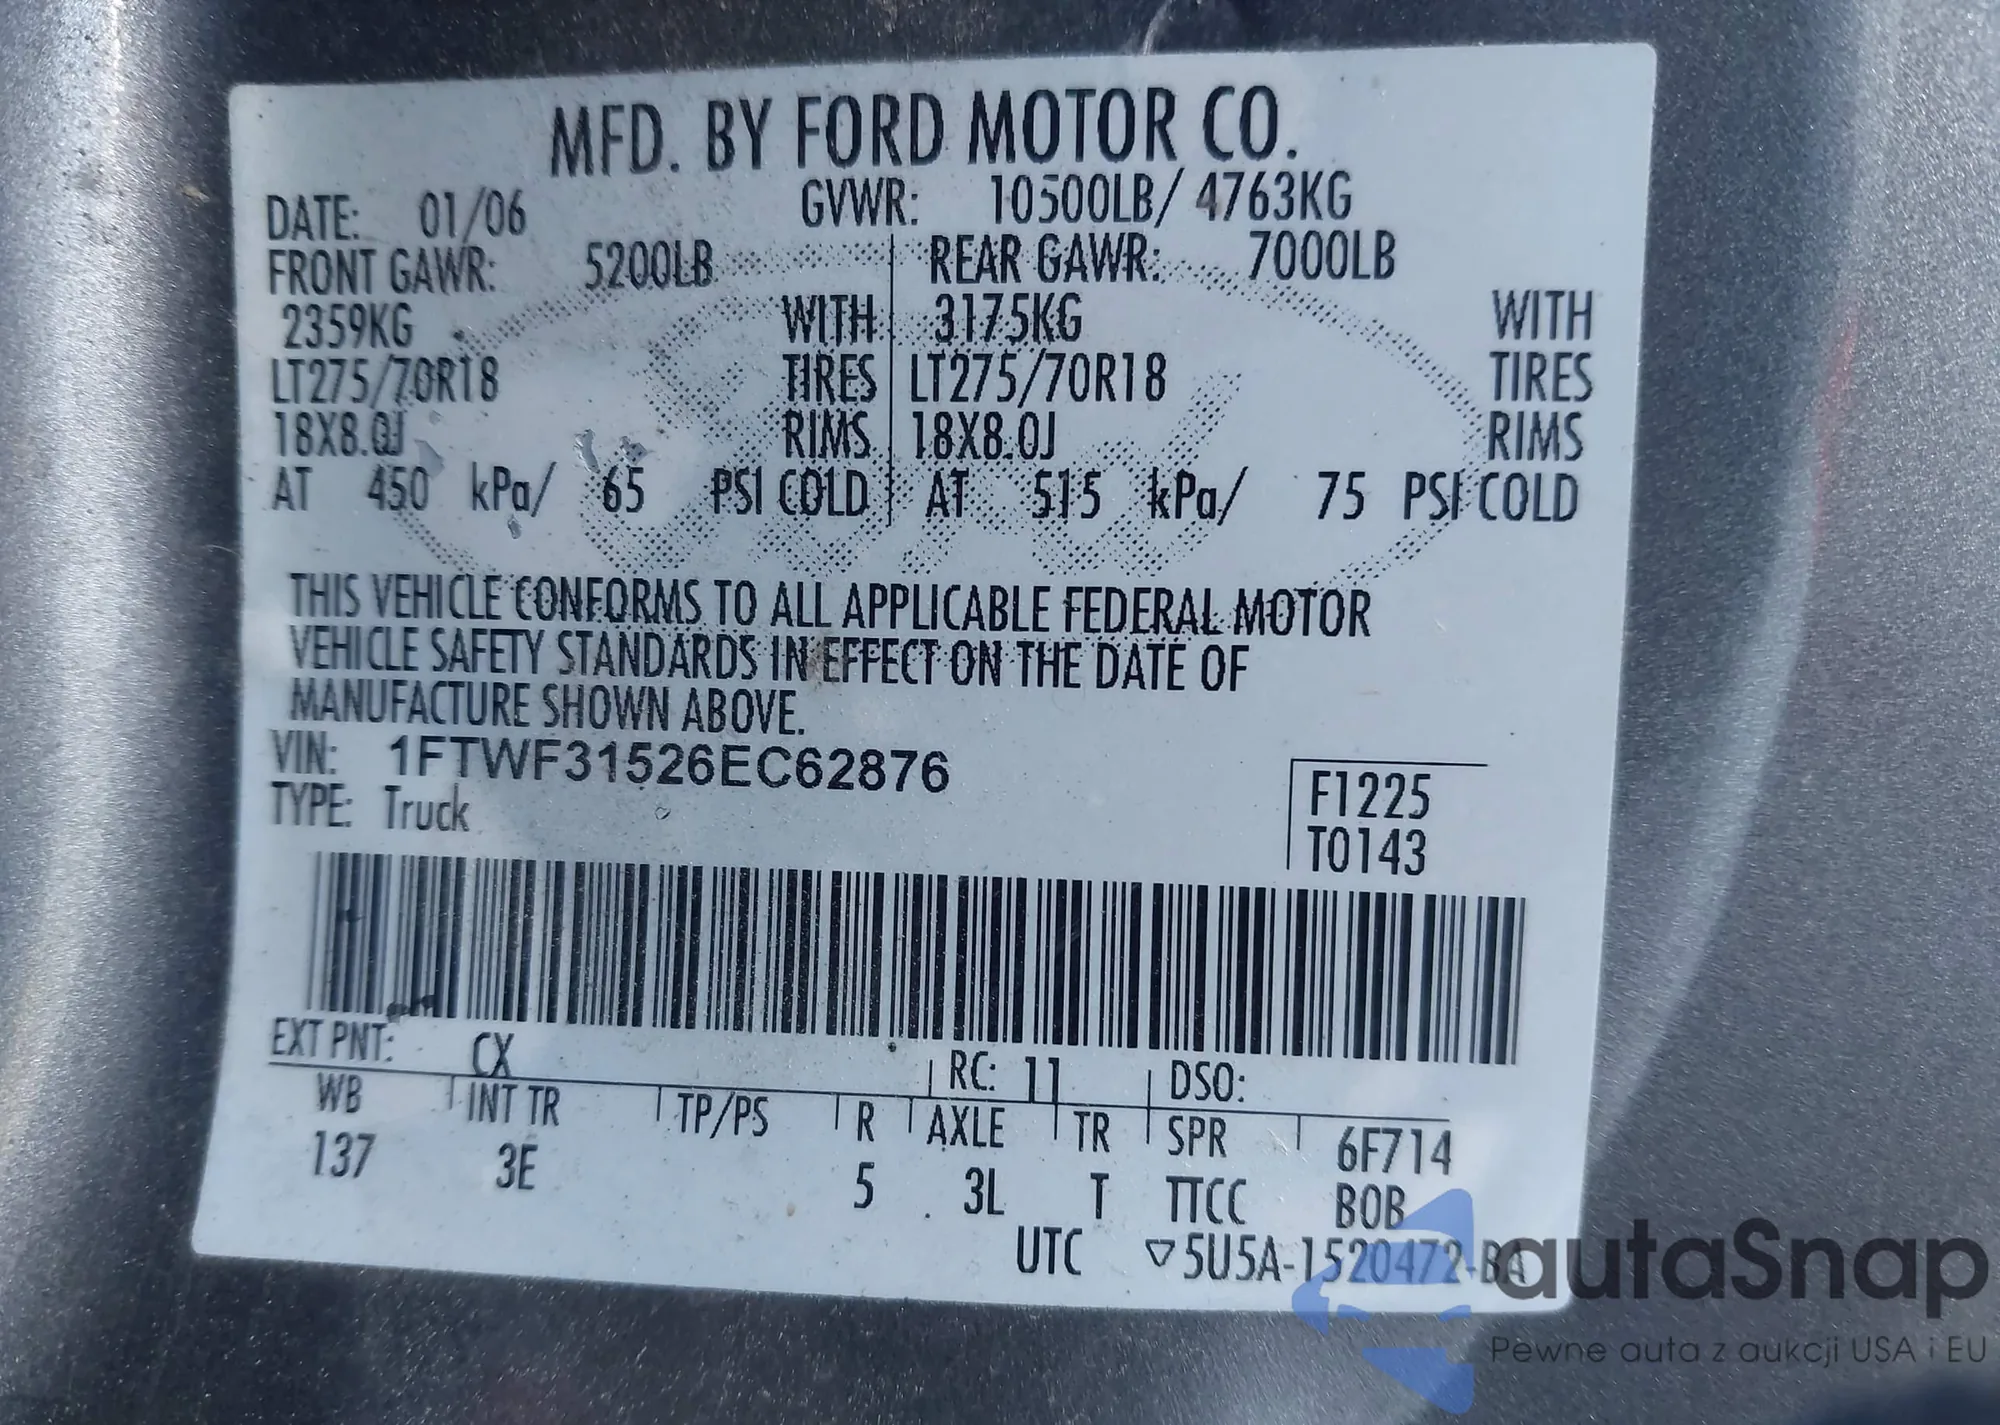 MFD. BY FORD MOTOR CO.
DATE: 01/06 GVWR: 10500LB/ 4763KG
FRONT GAWR: 5200LB REAR GAWR: 7000LB
2359KG WITH 3175KG WITH
LT275/70R18 TIRES LT275/70R18 TIRES
18X8.0J RIMS 18X8.0J RIMS
AT 450 kPa/ 65 PSI COLD AT 515 kPa/ 75 PSI COLD
THIS VEHICLE CONFORMS TO ALL APPLICABLE FEDERAL MOTOR
VEHICLE SAFETY STANDARDS IN EFFECT ON THE DATE OF
MANUFACTURE SHOWN ABOVE.
VIN: 1FTWF31526EC62876
TYPE: Truck
F1225
T0143
EXT PNT: CX RC: 11 DSO:
WB INT TR TP/PS R AXLE TR SPR 6F714
137 3E 5 3L T TTCC BOB
UTC ▽5U5A-1520472-BA
autaSnap
Pewne auta z aukcji USA i EU